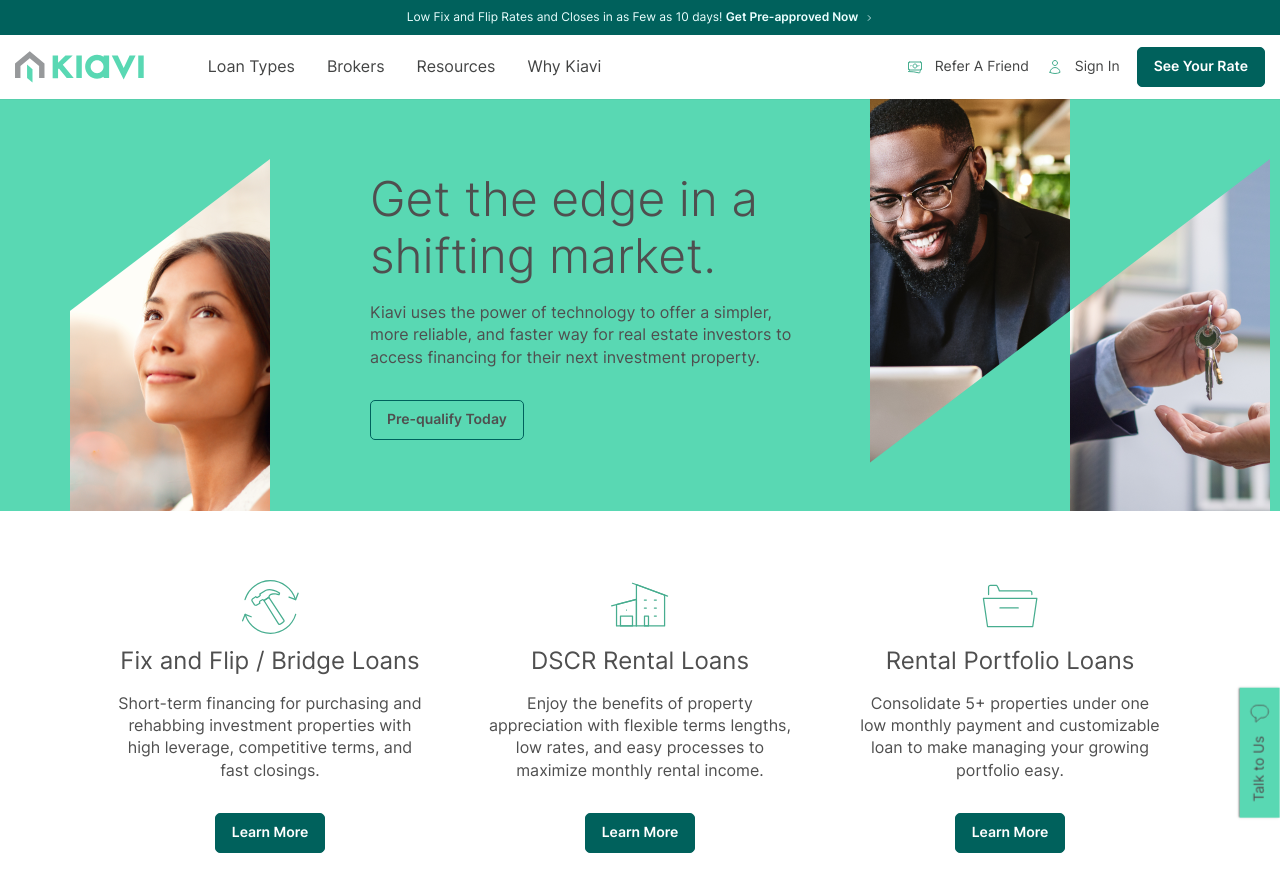 Low Fix and Flip Rates and Closes in as Few as 10 days! Get Pre-approved Now
KIAVI
Loan Types
Brokers
Resources
Why Kiavi
Refer A Friend
Sign In
See Your Rate
Get the edge in a
shifting market.
Kiavi uses the power of technology to offer a simpler,
more reliable, and faster way for real estate investors to
access financing for their next investment property.
Pre-qualify Today
Fix and Flip / Bridge Loans
Short-term financing for purchasing and
rehabbing investment properties with
high leverage, competitive terms, and
fast closings.
Learn More
DSCR Rental Loans
Enjoy the benefits of property
appreciation with flexible terms lengths,
low rates, and easy processes to
maximize monthly rental income.
Learn More
Rental Portfolio Loans
Consolidate 5+ properties under one
low monthly payment and customizable
loan to make managing your growing
portfolio easy.
Learn More
Talk to Us